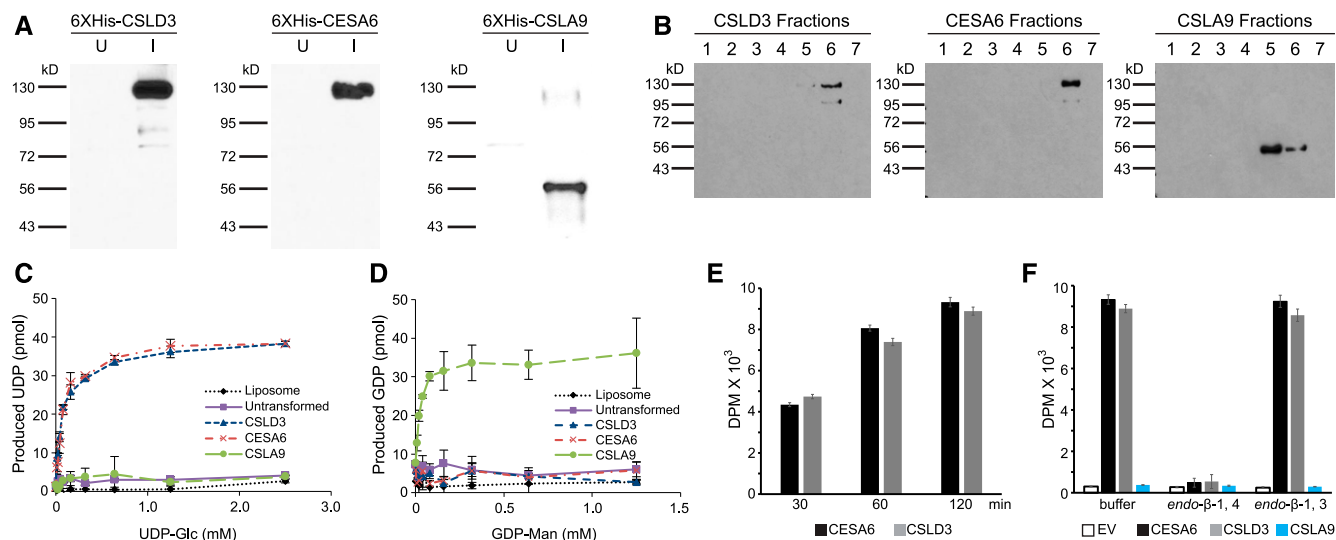 A
6XHis-CSLD3
U I
kD
130
95
72
56
43
6XHis-CESA6
U I
kD
130
95
72
56
43
6XHis-CSLA9
U I
kD
130
95
72
56
43
B
CSLD3 Fractions
1 2 3 4 5 6 7
kD
130
95
72
56
43
CESA6 Fractions
1 2 3 4 5 6 7
kD
130
95
72
56
43
CSLA9 Fractions
1 2 3 4 5 6 7
kD
130
95
72
56
43
C
Produced UDP (pmol)
50
40
30
20
10
0
Liposome
Untransformed
CSLD3
CESA6
CSLA9
0 1.0 2.0 3.0
UDP-Glc (mM)
D
Produced GDP (pmol)
50
40
30
20
10
0
Liposome
Untransformed
CSLD3
CESA6
CSLA9
0 0.5 1.0 1.5
GDP-Man (mM)
E
DPM X 10³
10
8
6
4
2
0
30 60 120 min
CESA6 CSLD3
F
DPM X 10³
10
8
6
4
2
0
buffer endo-β-1, 4 endo-β-1, 3
EV CESA6 CSLD3 CSLA9